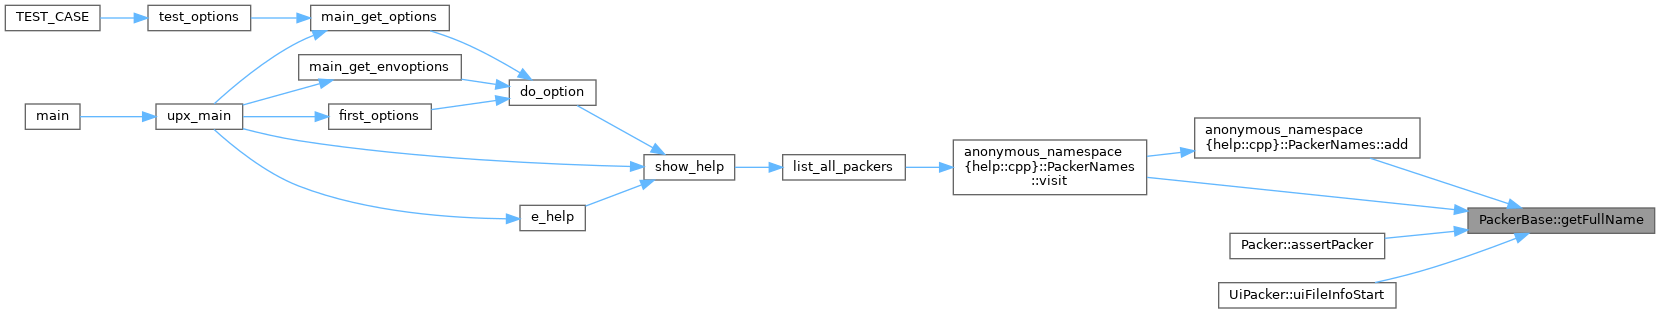 TEST_CASE
test_options
main_get_options
main_get_envoptions
do_option
main
upx_main
first_options
anonymous_namespace
{help::cpp}::PackerNames::add
anonymous_namespace
{help::cpp}::PackerNames
::visit
show_help
list_all_packers
e_help
PackerBase::getFullName
Packer::assertPacker
UiPacker::uiFileInfoStart